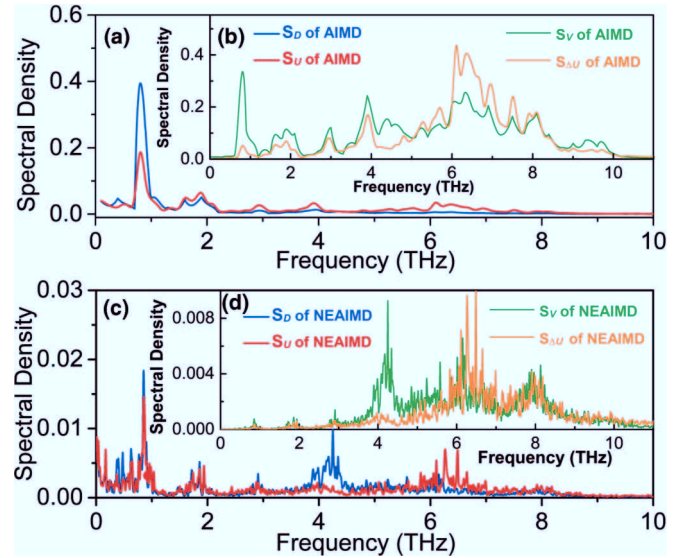 (a)
S_D of AIMD
S_U of AIMD
Spectral Density
0.6
0.4
0.2
0.0
0 2 4 6 8 10
Frequency (THz)
(b)
S_V of AIMD
S_ΔU of AIMD
Spectral Density
0.4
0.2
0.0
0 2 4 6 8 10
Frequency (THz)
(c)
S_D of NEAIMD
S_U of NEAIMD
Spectral Density
0.03
0.02
0.01
0.00
0 2 4 6 8 10
Frequency (THz)
(d)
S_V of NEAIMD
S_ΔU of NEAIMD
Spectral Density
0.008
0.004
0.000
0 2 4 6 8 10
Frequency (THz)